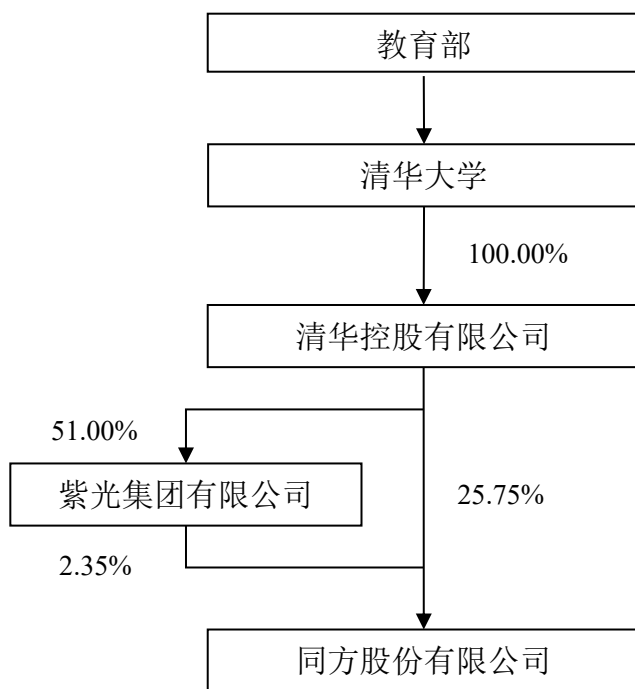 教育部
清华大学
100.00%
清华控股有限公司
51.00%
紫光集团有限公司
25.75%
2.35%
同方股份有限公司